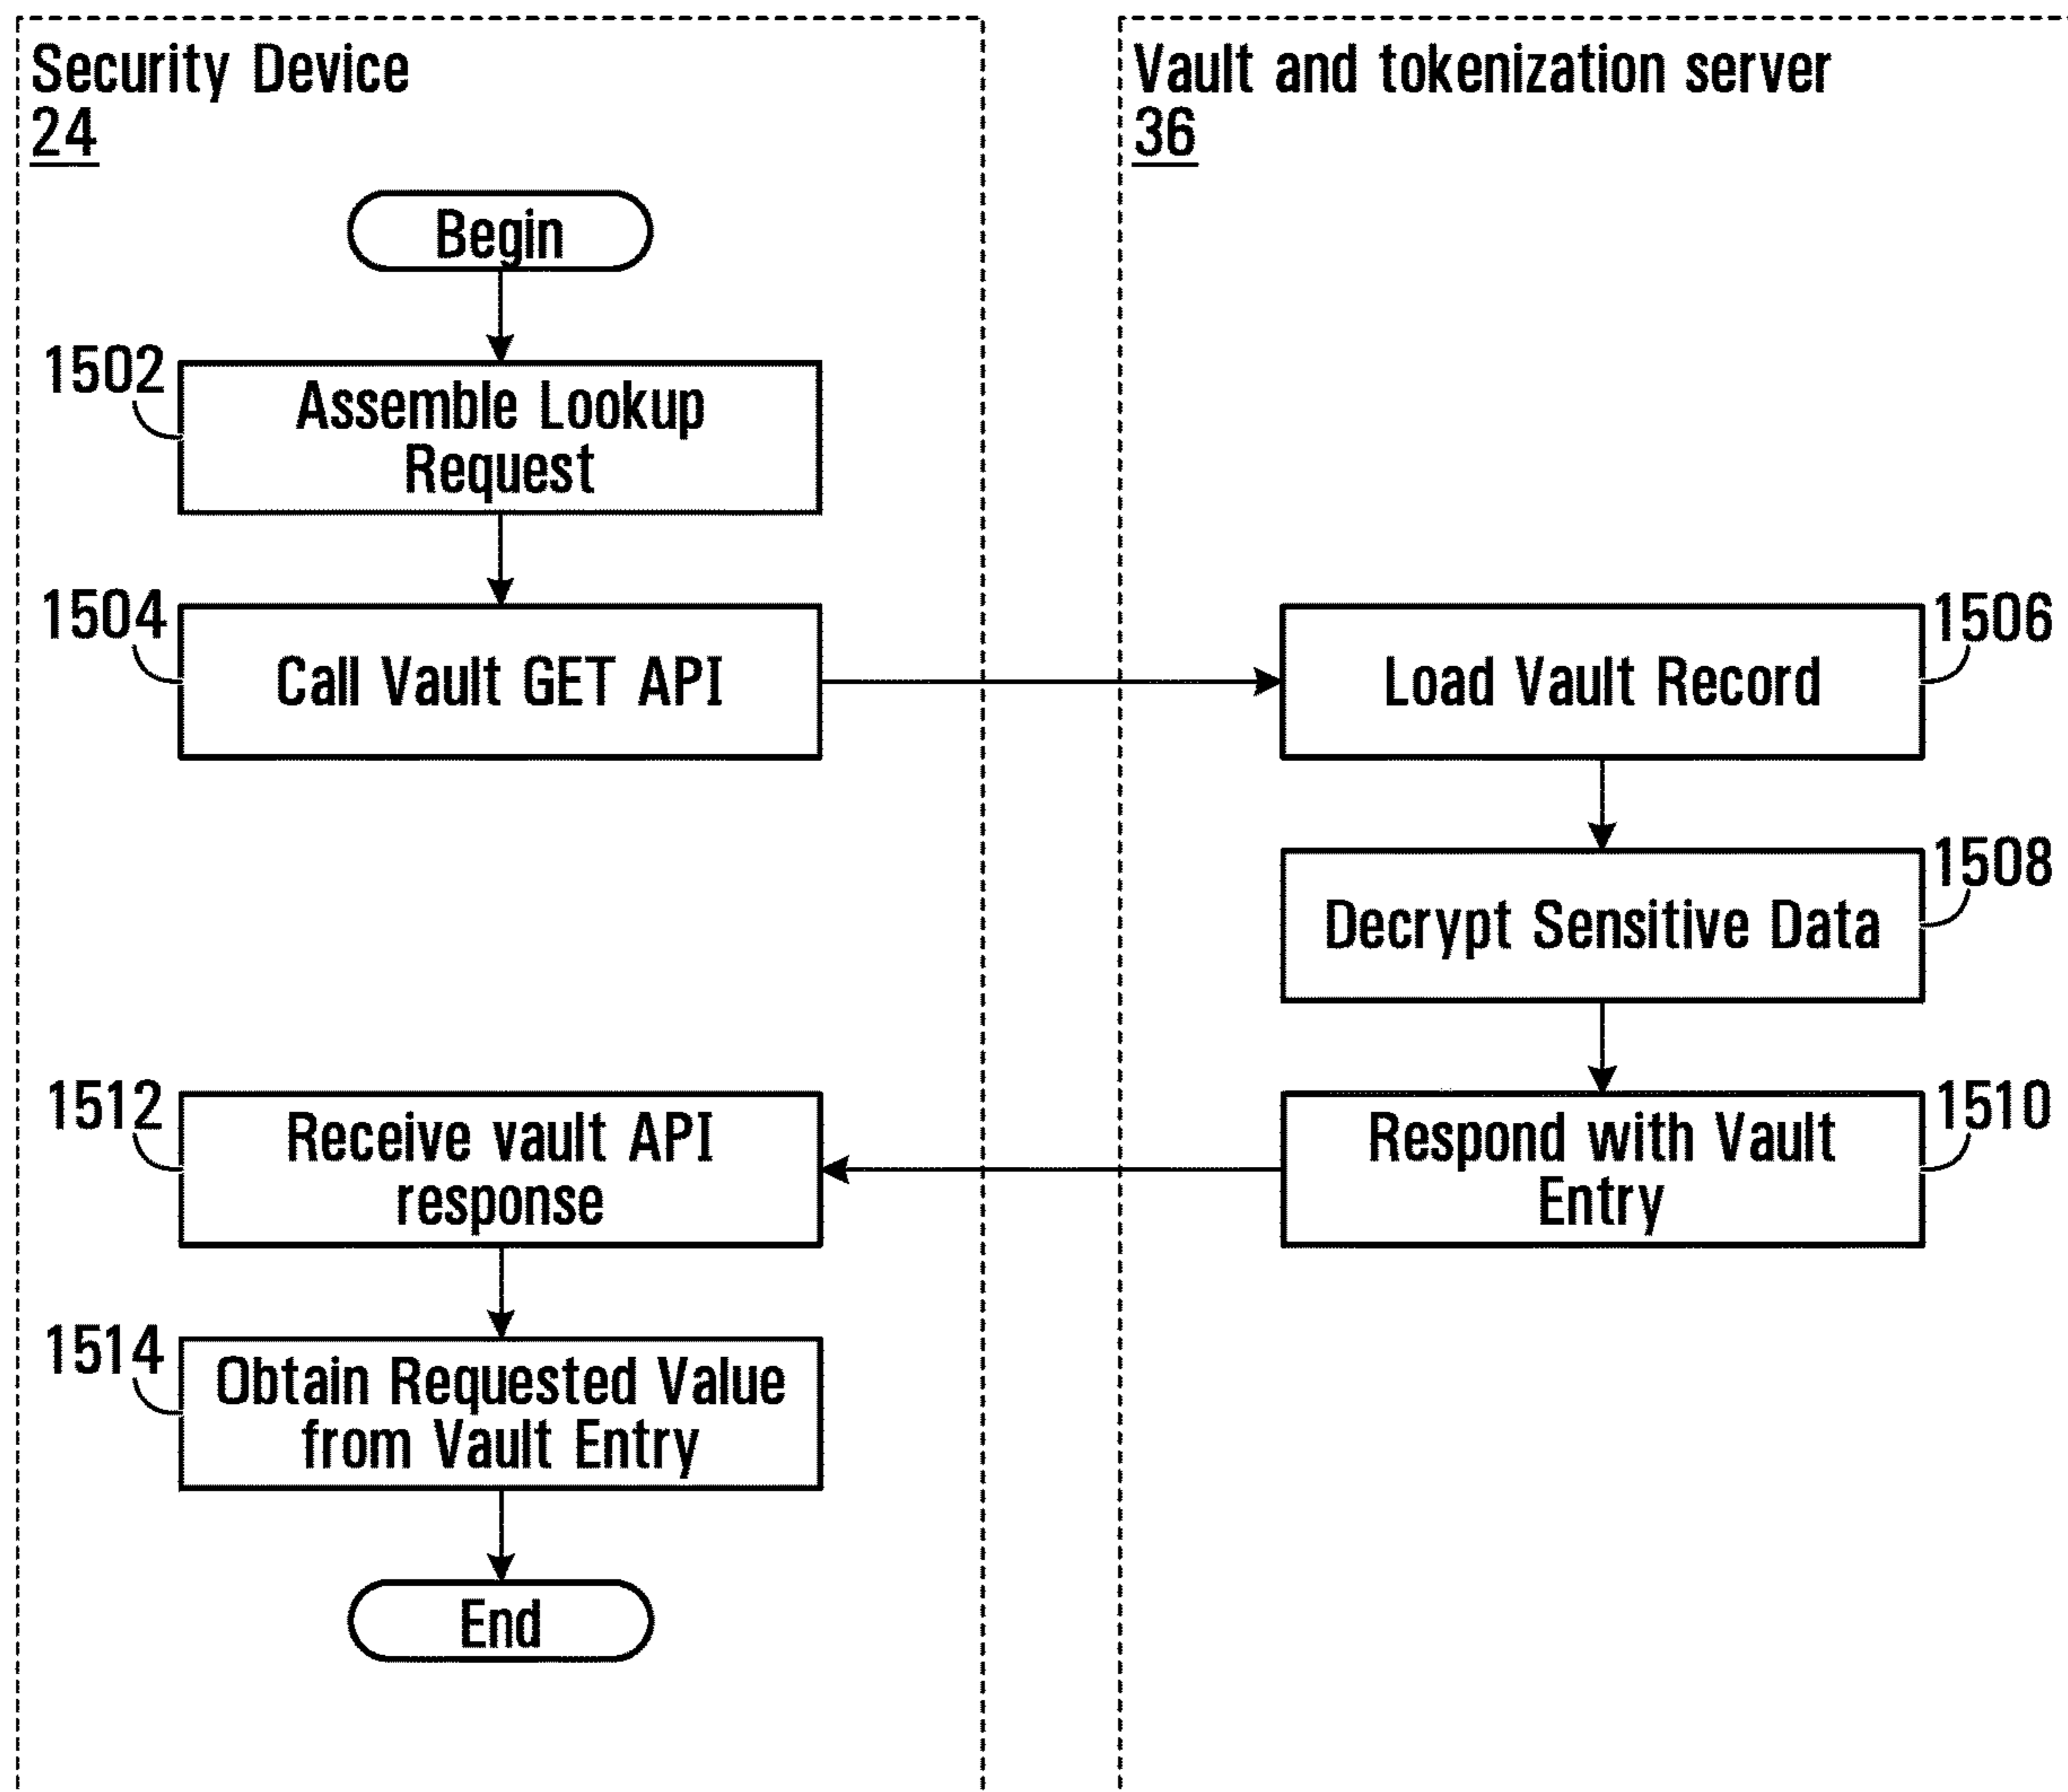 Security Device
24
Vault and tokenization server
36
Begin
1502
Assemble Lookup
Request
1504
Call Vault GET API
1506
Load Vault Record
1508
Decrypt Sensitive Data
1510
Respond with Vault
Entry
1512
Receive vault API
response
1514
Obtain Requested Value
from Vault Entry
End